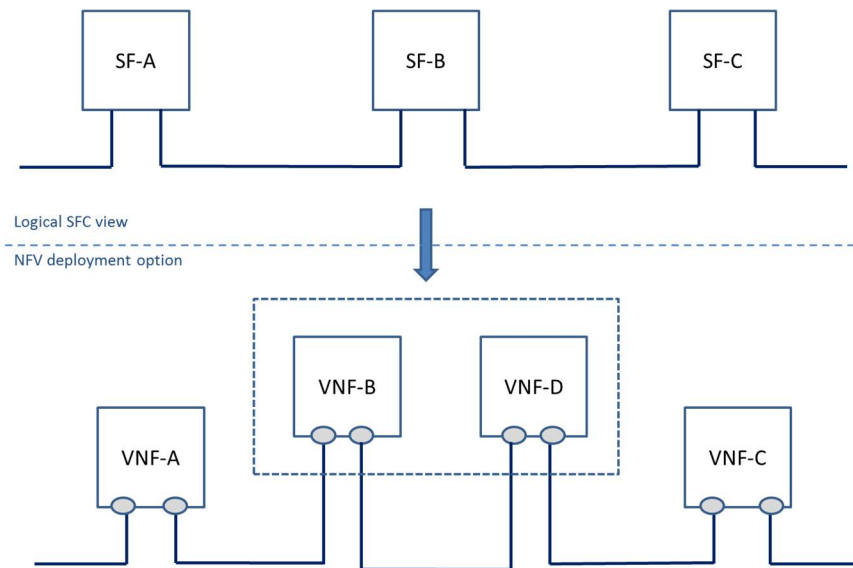 SF-A
SF-B
SF-C
Logical SFC view
NFV deployment option
VNF-B
VNF-D
VNF-A
VNF-C